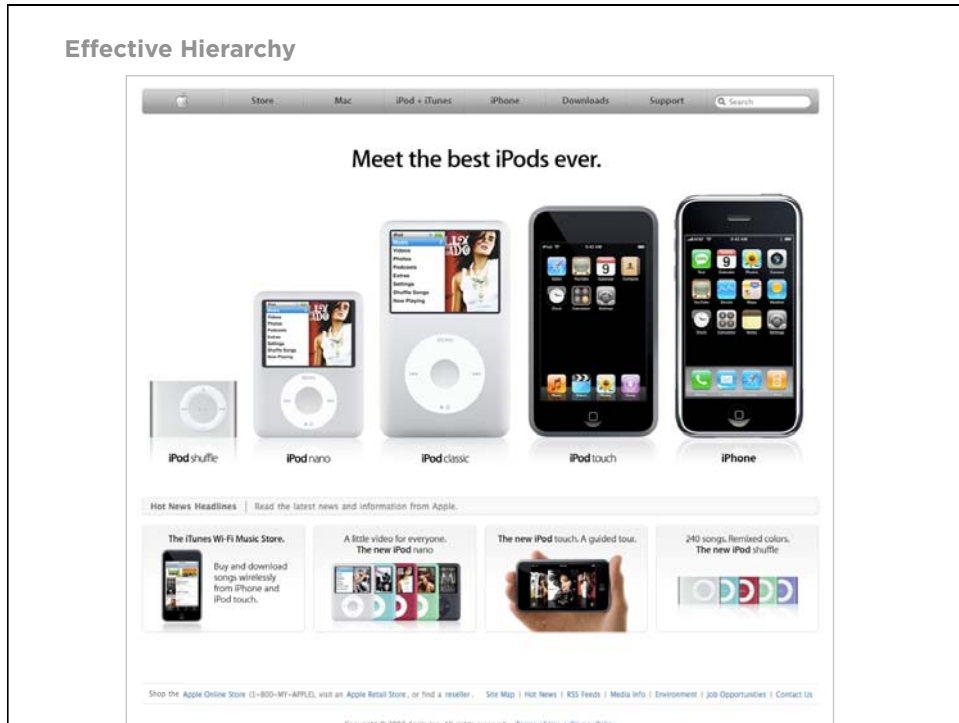 Effective Hierarchy
Store Mac iPod + iTunes iPhone Downloads Support Search
Meet the best iPods ever.
iPod shuffle iPod nano iPod classic iPod touch iPhone
Hot News Headlines | Read the latest news and information from Apple.
The iTunes Wi-Fi Music Store.
Buy and download
songs wirelessly
from iPhone and
iPod touch.
A little video for everyone.
The new iPod nano
The new iPod touch. A guided tour.
240 songs. Remixed colors.
The new iPod shuffle
Shop the Apple Online Store (1-800-MY-APPLE), visit an Apple Retail Store, or find a reseller. Site Map | Hot News | RSS Feeds | Media Info | Environment | Job Opportunities | Contact Us